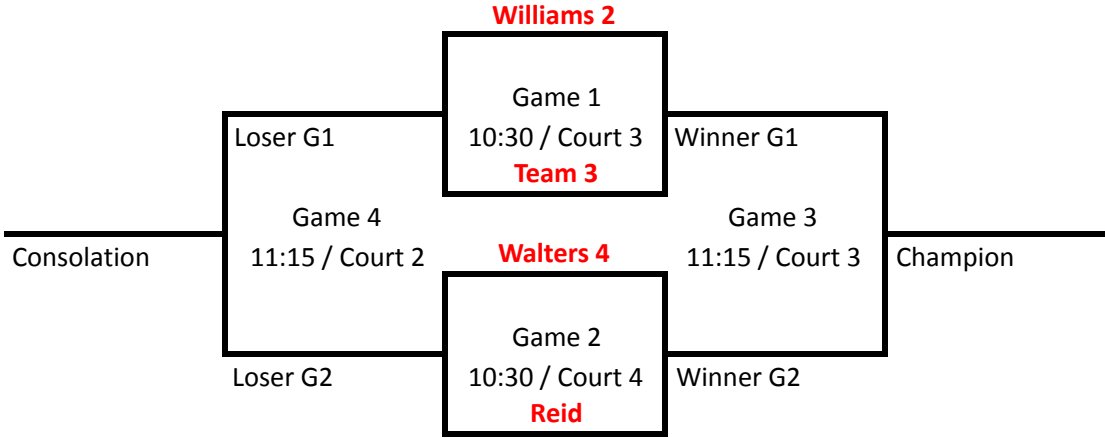 Williams 2
Game 1
Loser G1
10:30 / Court 3
Winner G1
Team 3
Game 4
Game 3
Consolation
11:15 / Court 2
Walters 4
11:15 / Court 3
Champion
Game 2
Loser G2
10:30 / Court 4
Winner G2
Reid